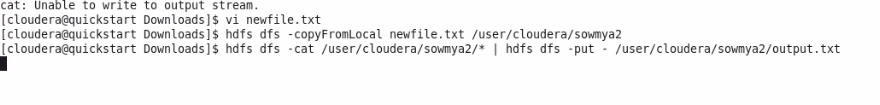 cat: Unable to write to output stream.
[cloudera@quickstart Downloads]$ vi newfile.txt
[cloudera@quickstart Downloads]$ hdfs dfs -copyFromLocal newfile.txt /user/cloudera/sowmya2
[cloudera@quickstart Downloads]$ hdfs dfs -cat /user/cloudera/sowmya2/* | hdfs dfs -put - /user/cloudera/sowmya2/output.txt